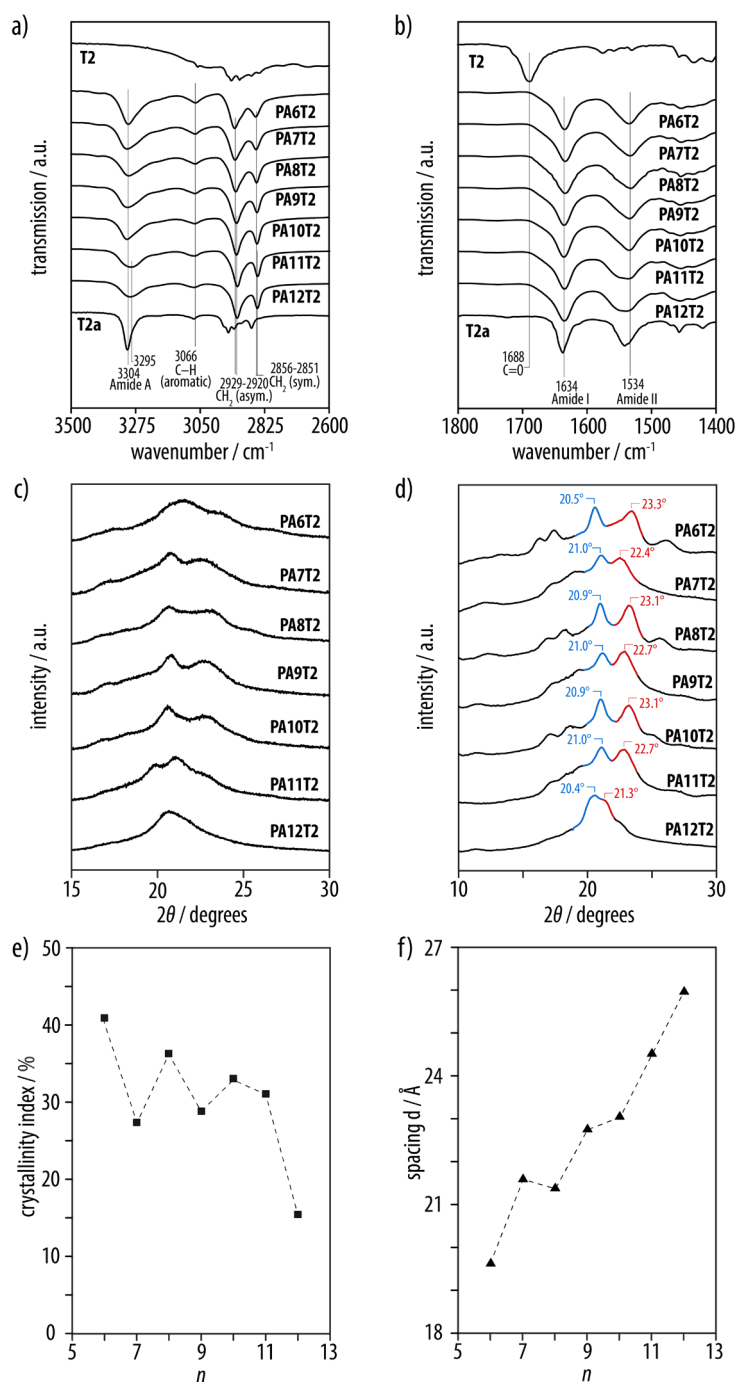 a)
T2
PA6T2
PA7T2
PA8T2
PA9T2
PA10T2
PA11T2
PA12T2
T2a
3295
3304
Amide A
3066
C–H
(aromatic)
2929-2920
CH2 (asym.)
2856-2851
CH2 (sym.)
transmission / a.u.
3500 3275 3050 2825 2600
wavenumber / cm-1
b)
T2
PA6T2
PA7T2
PA8T2
PA9T2
PA10T2
PA11T2
PA12T2
T2a
1688
C=O
1634
Amide I
1534
Amide II
transmission / a.u.
1800 1700 1600 1500 1400
wavenumber / cm-1
c)
PA6T2
PA7T2
PA8T2
PA9T2
PA10T2
PA11T2
PA12T2
intensity / a.u.
15 20 25 30
2θ / degrees
d)
20.5° 23.3°
PA6T2
21.0° 22.4°
PA7T2
20.9° 23.1°
PA8T2
21.0° 22.7°
PA9T2
20.9° 23.1°
PA10T2
21.0° 22.7°
PA11T2
20.4° 21.3°
PA12T2
intensity / a.u.
10 20 30
2θ / degrees
e)
50
40
30
20
10
0
crystallinity index / %
5 7 9 11 13
n
f)
27
24
21
18
spacing d / Å
5 7 9 11 13
n